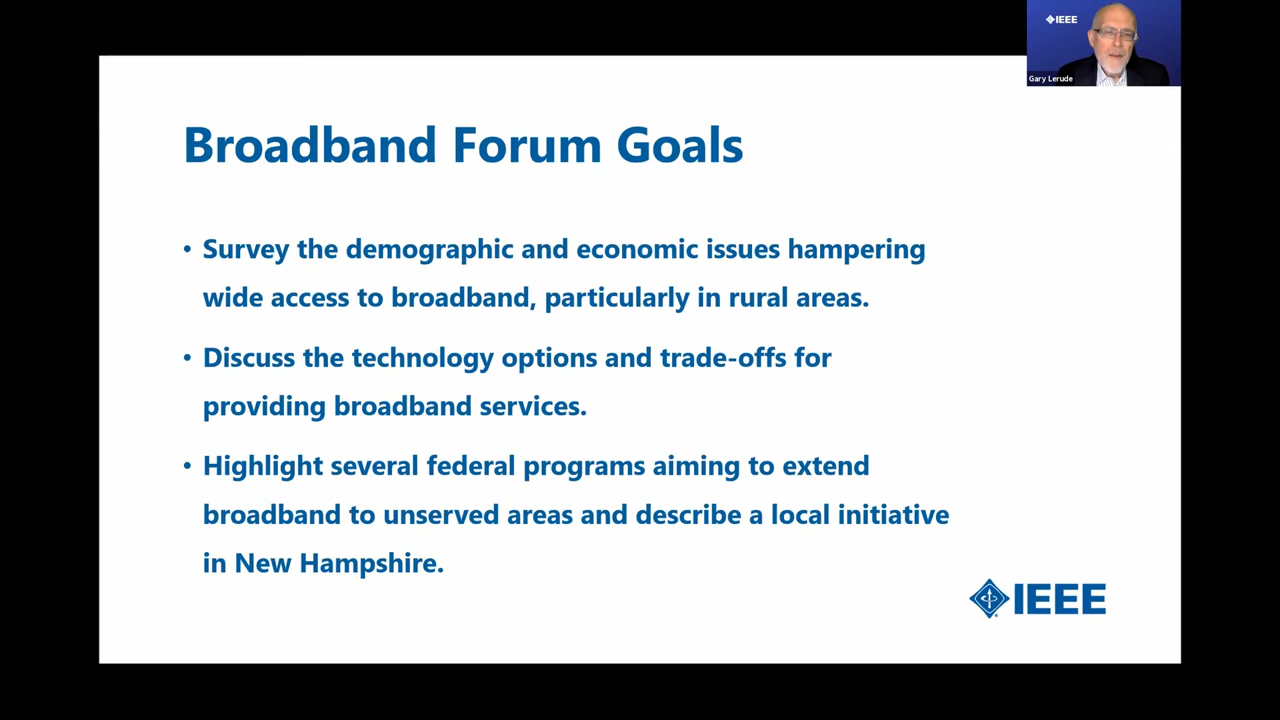 IEEE
Gary Lerude
Broadband Forum Goals
• Survey the demographic and economic issues hampering
wide access to broadband, particularly in rural areas.
• Discuss the technology options and trade-offs for
providing broadband services.
• Highlight several federal programs aiming to extend
broadband to unserved areas and describe a local initiative
in New Hampshire.
IEEE